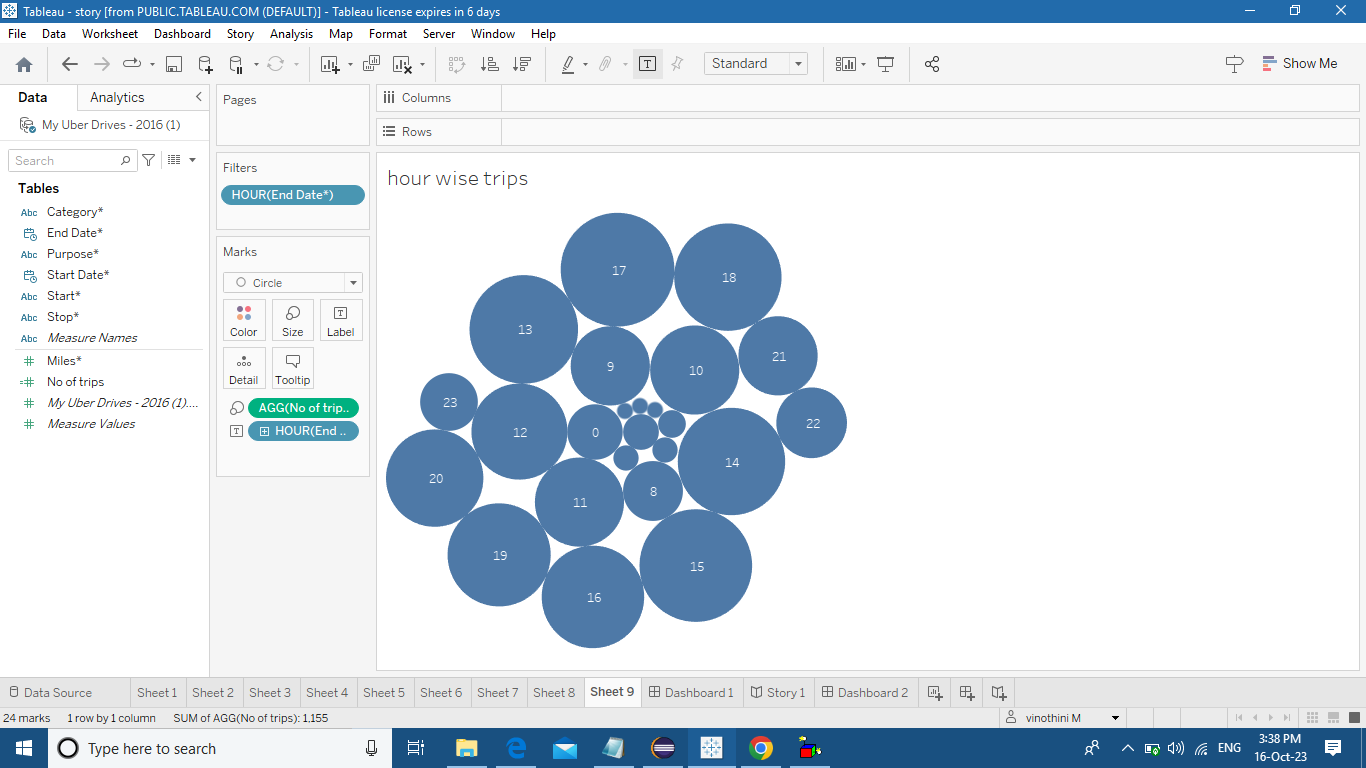 Tableau - story [from PUBLIC.TABLEAU.COM (DEFAULT)] - Tableau license expires in 6 days
File Data Worksheet Dashboard Story Analysis Map Format Server Window Help
Standard Show Me
Data Analytics
My Uber Drives - 2016 (1)
Search
Tables
Abc Category*
End Date*
Abc Purpose*
Start Date*
Abc Start*
Abc Stop*
Abc Measure Names
Miles*
No of trips
My Uber Drives - 2016 (1)....
Measure Values
Pages
Filters
HOUR(End Date*)
Marks
Circle
Color Size Label
Detail Tooltip
AGG(No of trip..
HOUR(End ..
Columns
Rows
hour wise trips
17
18
13
21
9
10
23
22
12
0
14
20
8
11
19
15
16
Data Source Sheet 1 Sheet 2 Sheet 3 Sheet 4 Sheet 5 Sheet 6 Sheet 7 Sheet 8 Sheet 9 Dashboard 1 Story 1 Dashboard 2
24 marks 1 row by 1 column SUM of AGG(No of trips): 1,155 vinothini M
Type here to search
ENG
3:38 PM
16-Oct-23